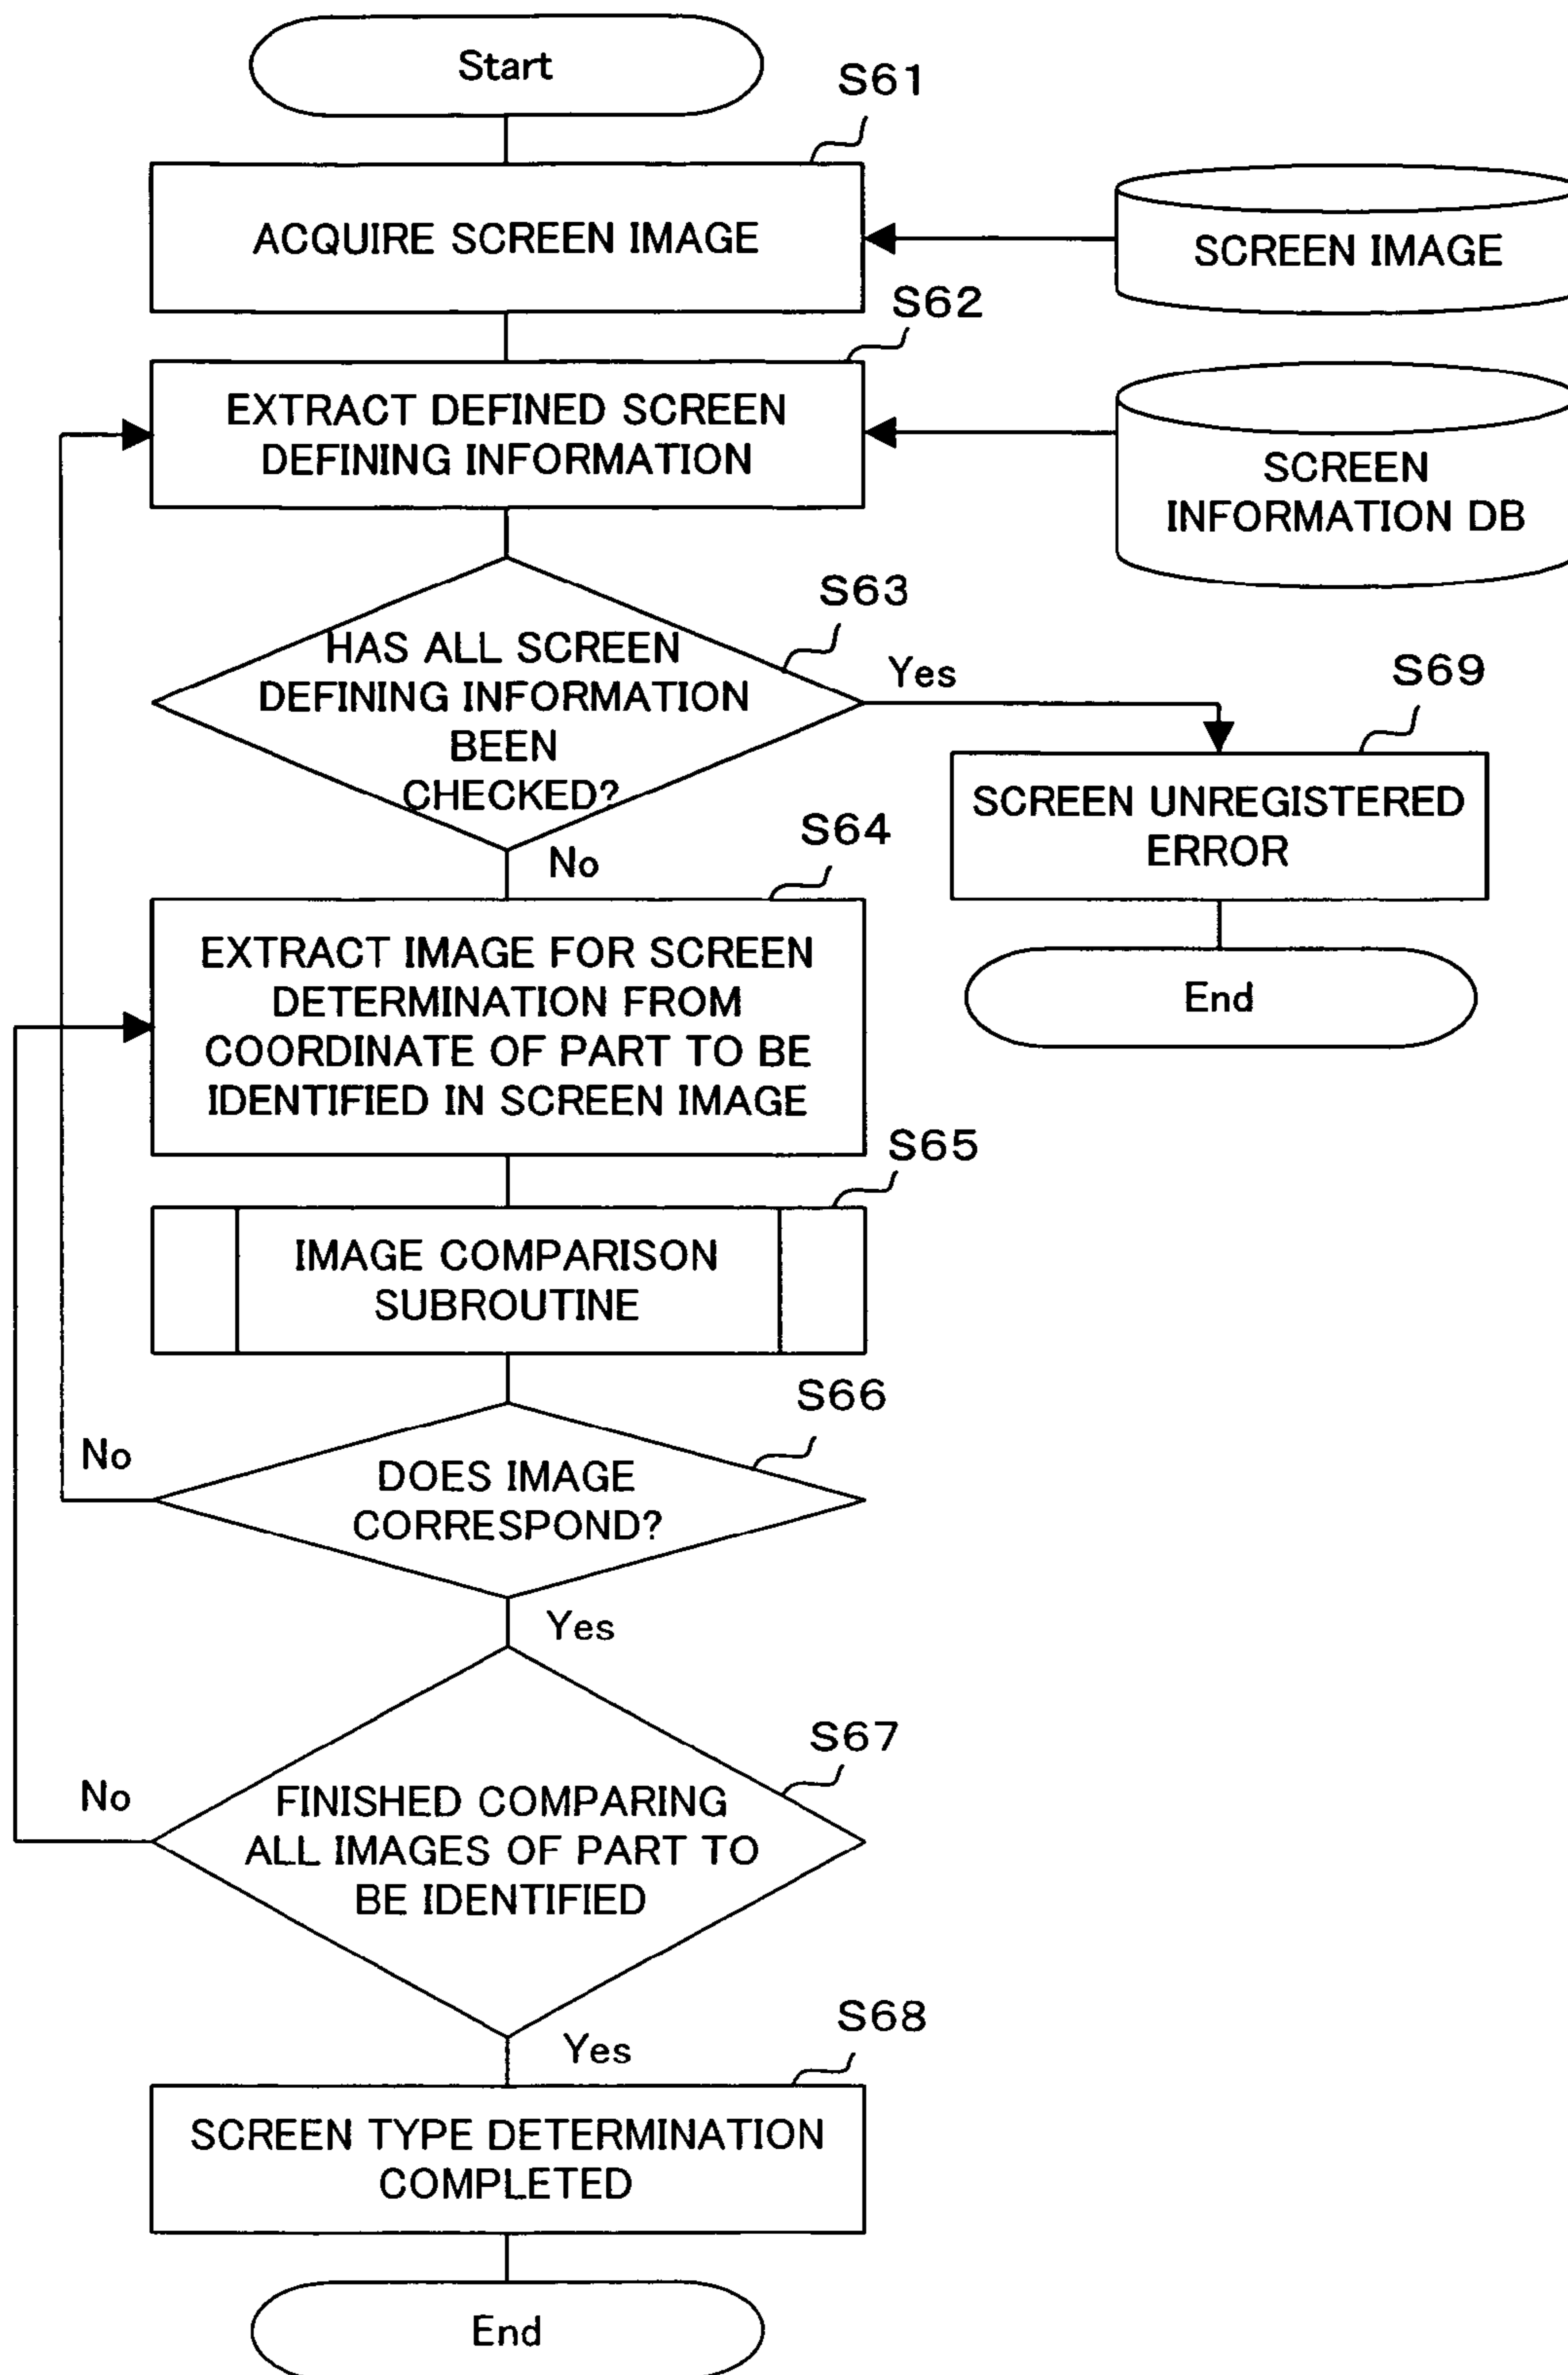 Start
S61
ACQUIRE SCREEN IMAGE
SCREEN IMAGE
S62
EXTRACT DEFINED SCREEN
DEFINING INFORMATION
SCREEN
INFORMATION DB
S63
HAS ALL SCREEN
DEFINING INFORMATION
BEEN
CHECKED?
Yes
S69
SCREEN UNREGISTERED
ERROR
End
No
S64
EXTRACT IMAGE FOR SCREEN
DETERMINATION FROM
COORDINATE OF PART TO BE
IDENTIFIED IN SCREEN IMAGE
S65
IMAGE COMPARISON
SUBROUTINE
S66
No
DOES IMAGE
CORRESPOND?
Yes
S67
No
FINISHED COMPARING
ALL IMAGES OF PART TO
BE IDENTIFIED
Yes
S68
SCREEN TYPE DETERMINATION
COMPLETED
End